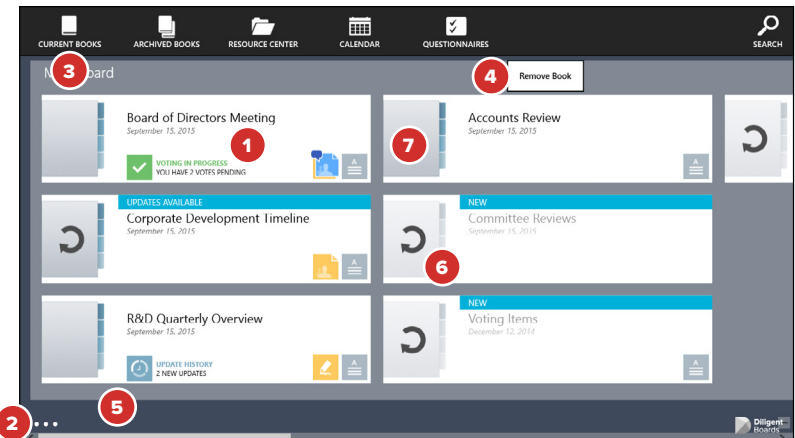 CURRENT BOOKS
ARCHIVED BOOKS
RESOURCE CENTER
CALENDAR
QUESTIONNAIRES
SEARCH
3
oard
4
Remove Book
Board of Directors Meeting
September 15, 2015
1
VOTING IN PROGRESS
YOU HAVE 2 VOTES PENDING
A
7
Accounts Review
September 15, 2015
A
UPDATES AVAILABLE
Corporate Development Timeline
September 15, 2015
A
NEW
Committee Reviews
September 15, 2015
6
R&D Quarterly Overview
September 15, 2015
UPDATE HISTORY
2 NEW UPDATES
A
NEW
Voting Items
December 12, 2014
A
5
2
Diligent
Boards